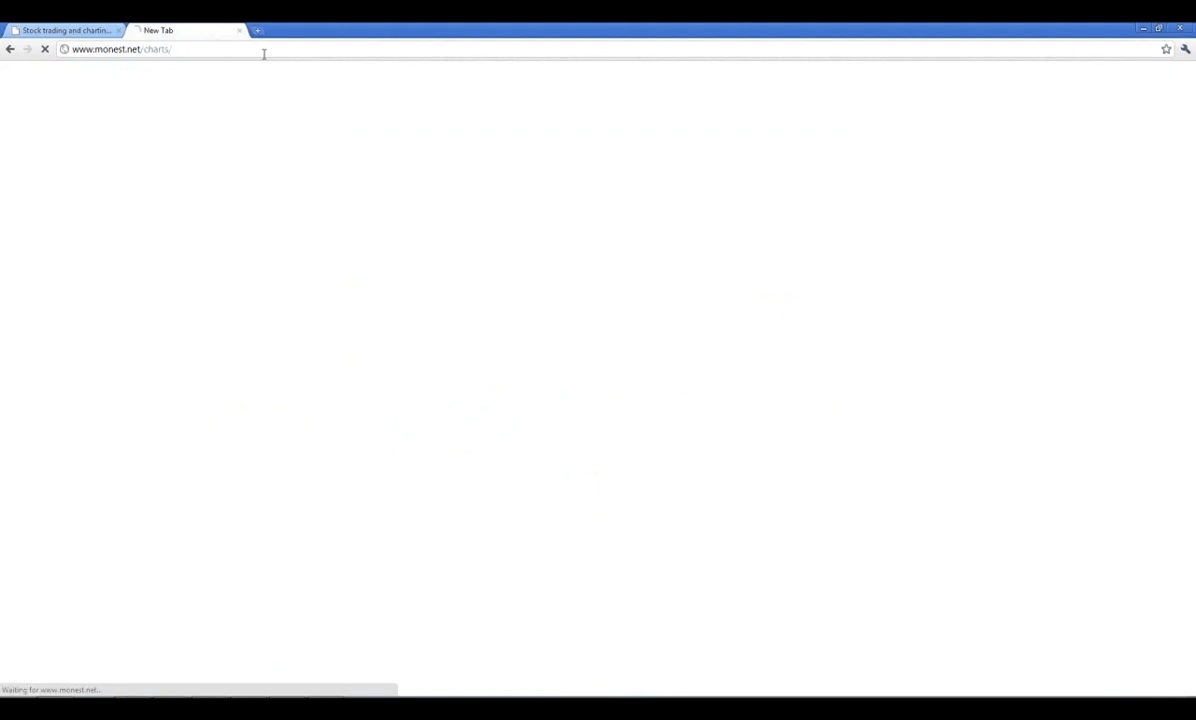 Stock trading and chartin...
New Tab
www.monest.net/charts/
Waiting for www.monest.net...